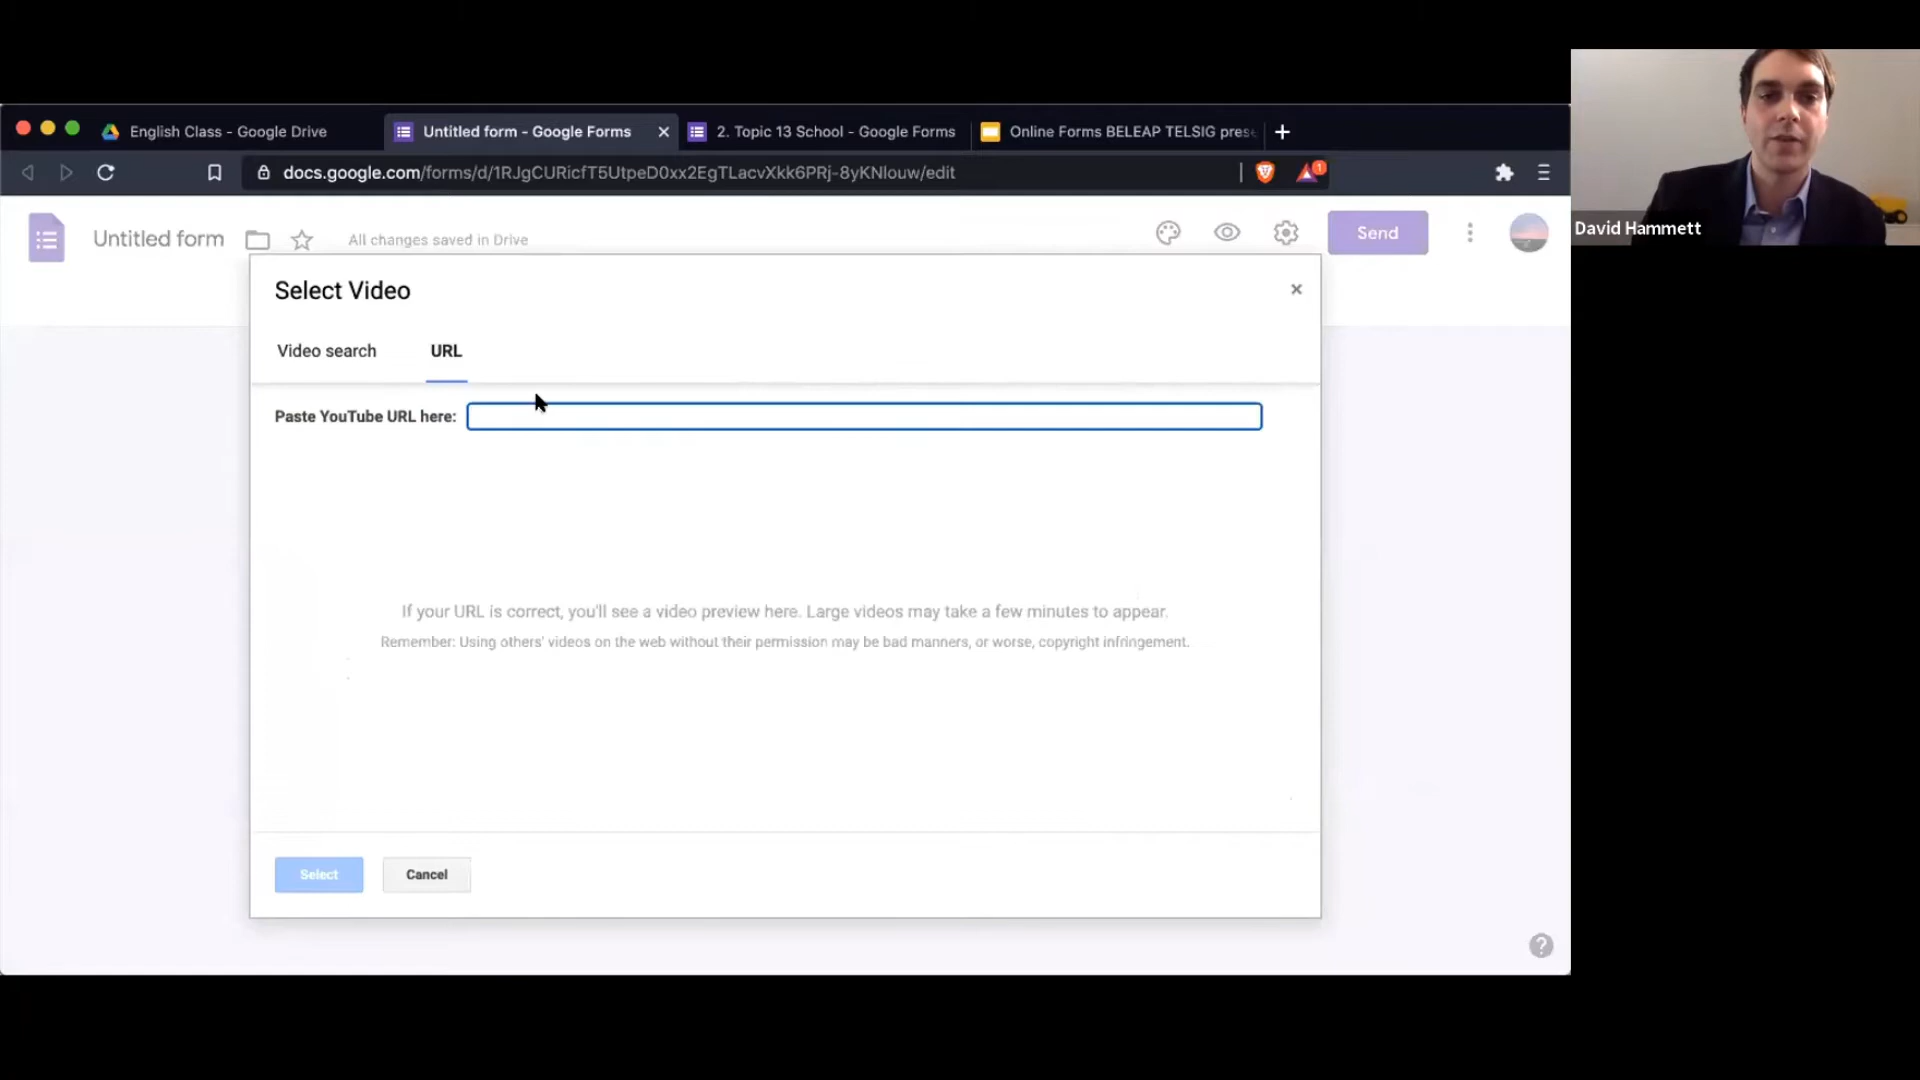 English Class - Google Drive
Untitled form - Google Forms
2. Topic 13 School - Google Forms
Online Forms BELEAP TELSIG prese
docs.google.com/forms/d/1RJgCURicfT5UtpeD0xx2EgTLacvXkk6PRj-8yKNlouw/edit
1
David Hammett
Untitled form
All changes saved in Drive
Send
Select Video
Video search
URL
Paste YouTube URL here:
If your URL is correct, you'll see a video preview here. Large videos may take a few minutes to appear.
Remember: Using others' videos on the web without their permission may be bad manners, or worse, copyright infringement.
Select
Cancel